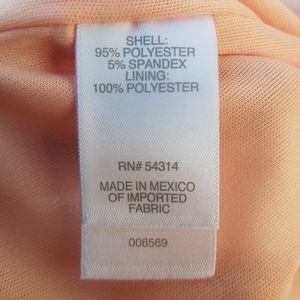 SHELL:
95% POLYESTER
5% SPANDEX
LINING:
100% POLYESTER
RN# 54314
MADE IN MEXICO
OF IMPORTED
FABRIC
006569